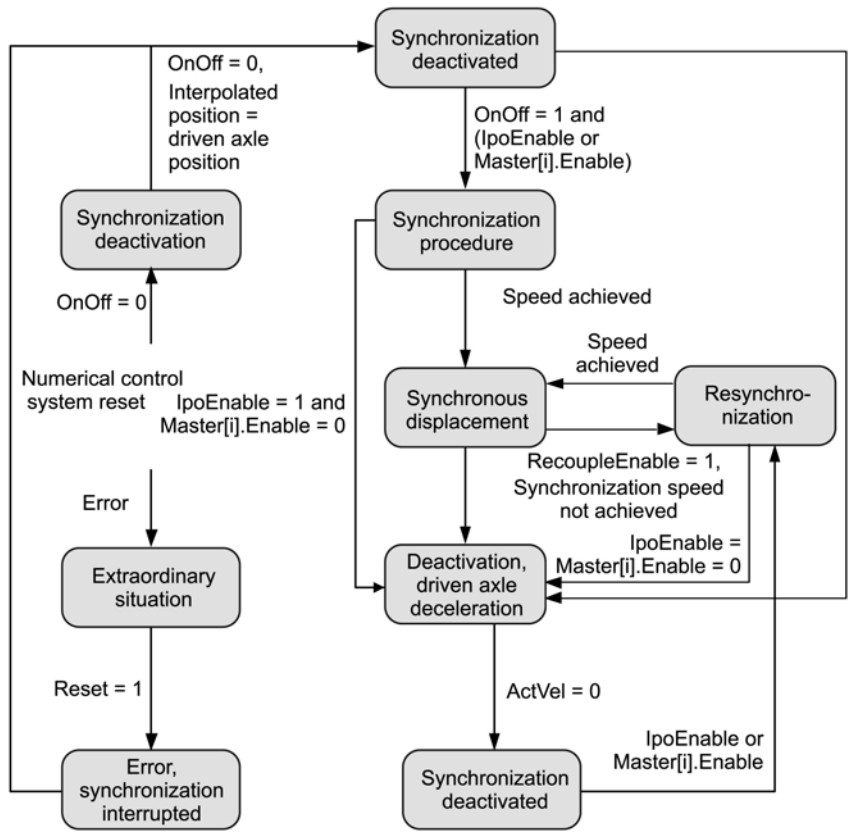 Synchronization
deactivated
OnOff = 0,
Interpolated
position =
driven axle
position
OnOff = 1 and
(IpoEnable or
Master[i].Enable)
Synchronization
deactivation
Synchronization
procedure
OnOff = 0
Speed achieved
Speed
achieved
Numerical control
system reset
IpoEnable = 1 and
Master[i].Enable = 0
Synchronous
displacement
Resynchro-
nization
RecoupleEnable = 1,
Synchronization speed
not achieved
Error
IpoEnable =
Master[i].Enable = 0
Extraordinary
situation
Deactivation,
driven axle
deceleration
Reset = 1
ActVel = 0
IpoEnable or
Master[i].Enable
Error,
synchronization
interrupted
Synchronization
deactivated